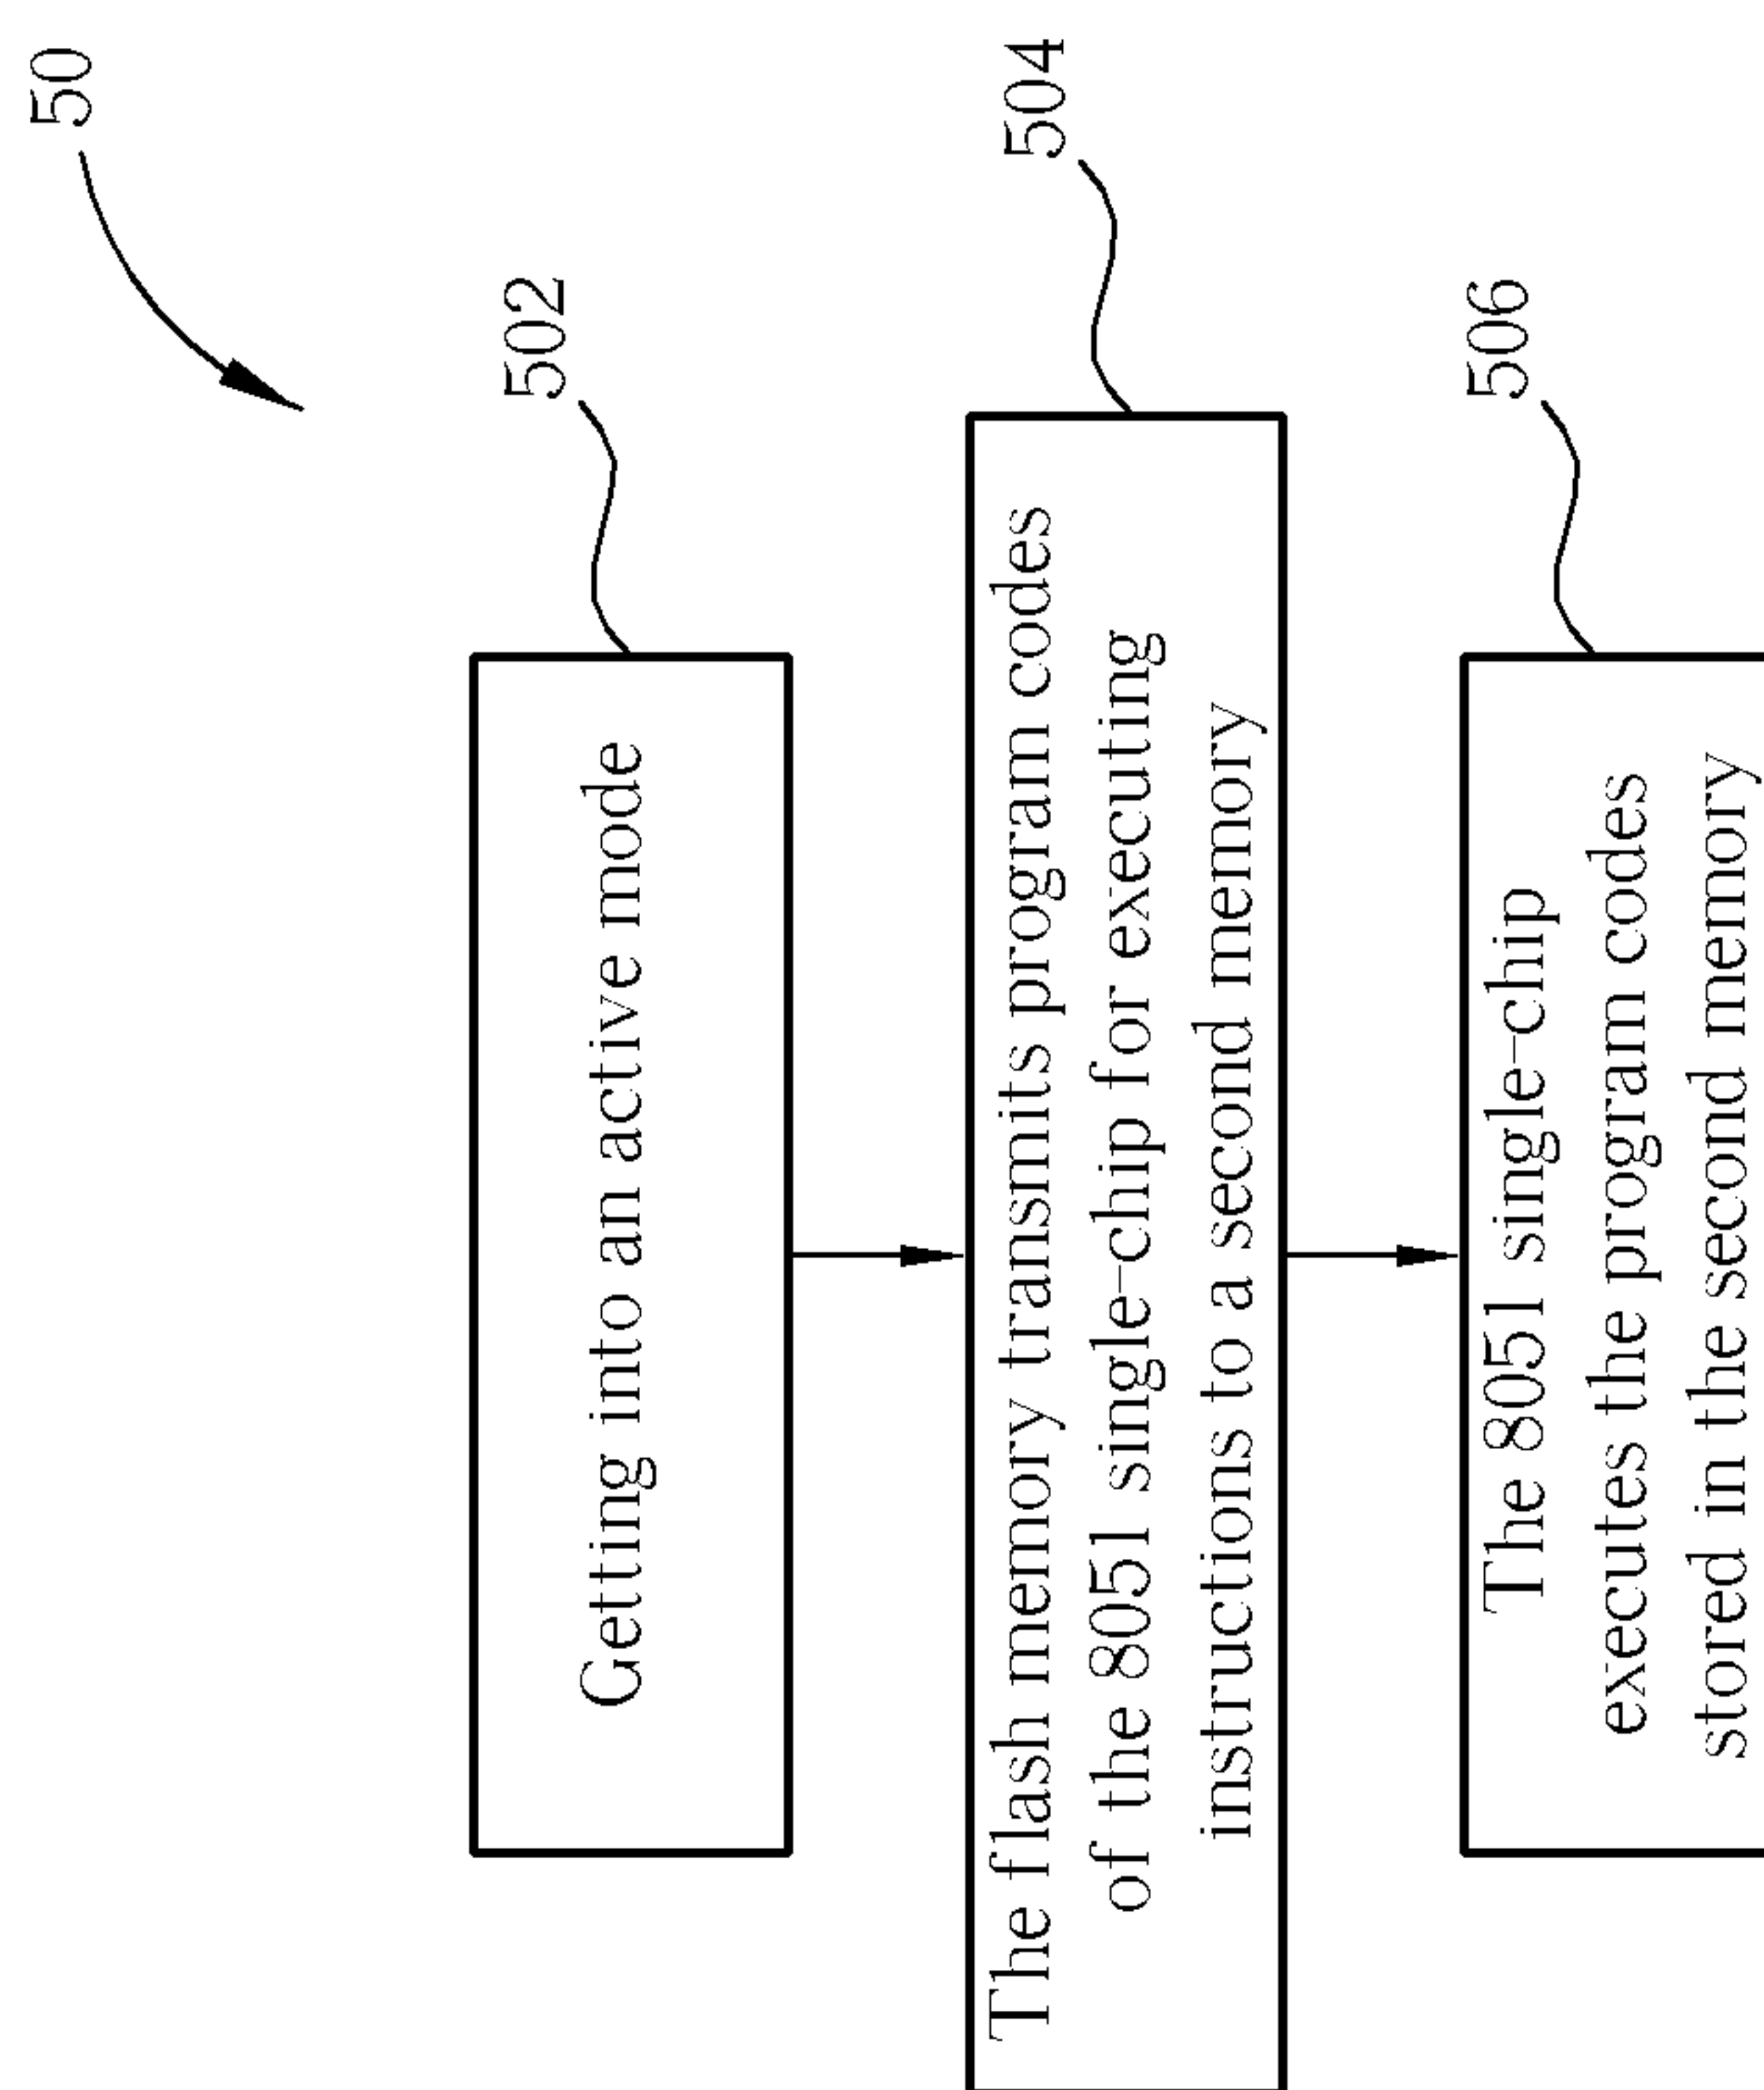 50
502
Getting into an active mode
504
The flash memory transmits program codes
of the 8051 single-chip for executing
instructions to a second memory
506
The 8051 single-chip
executes the program codes
stored in the second memory